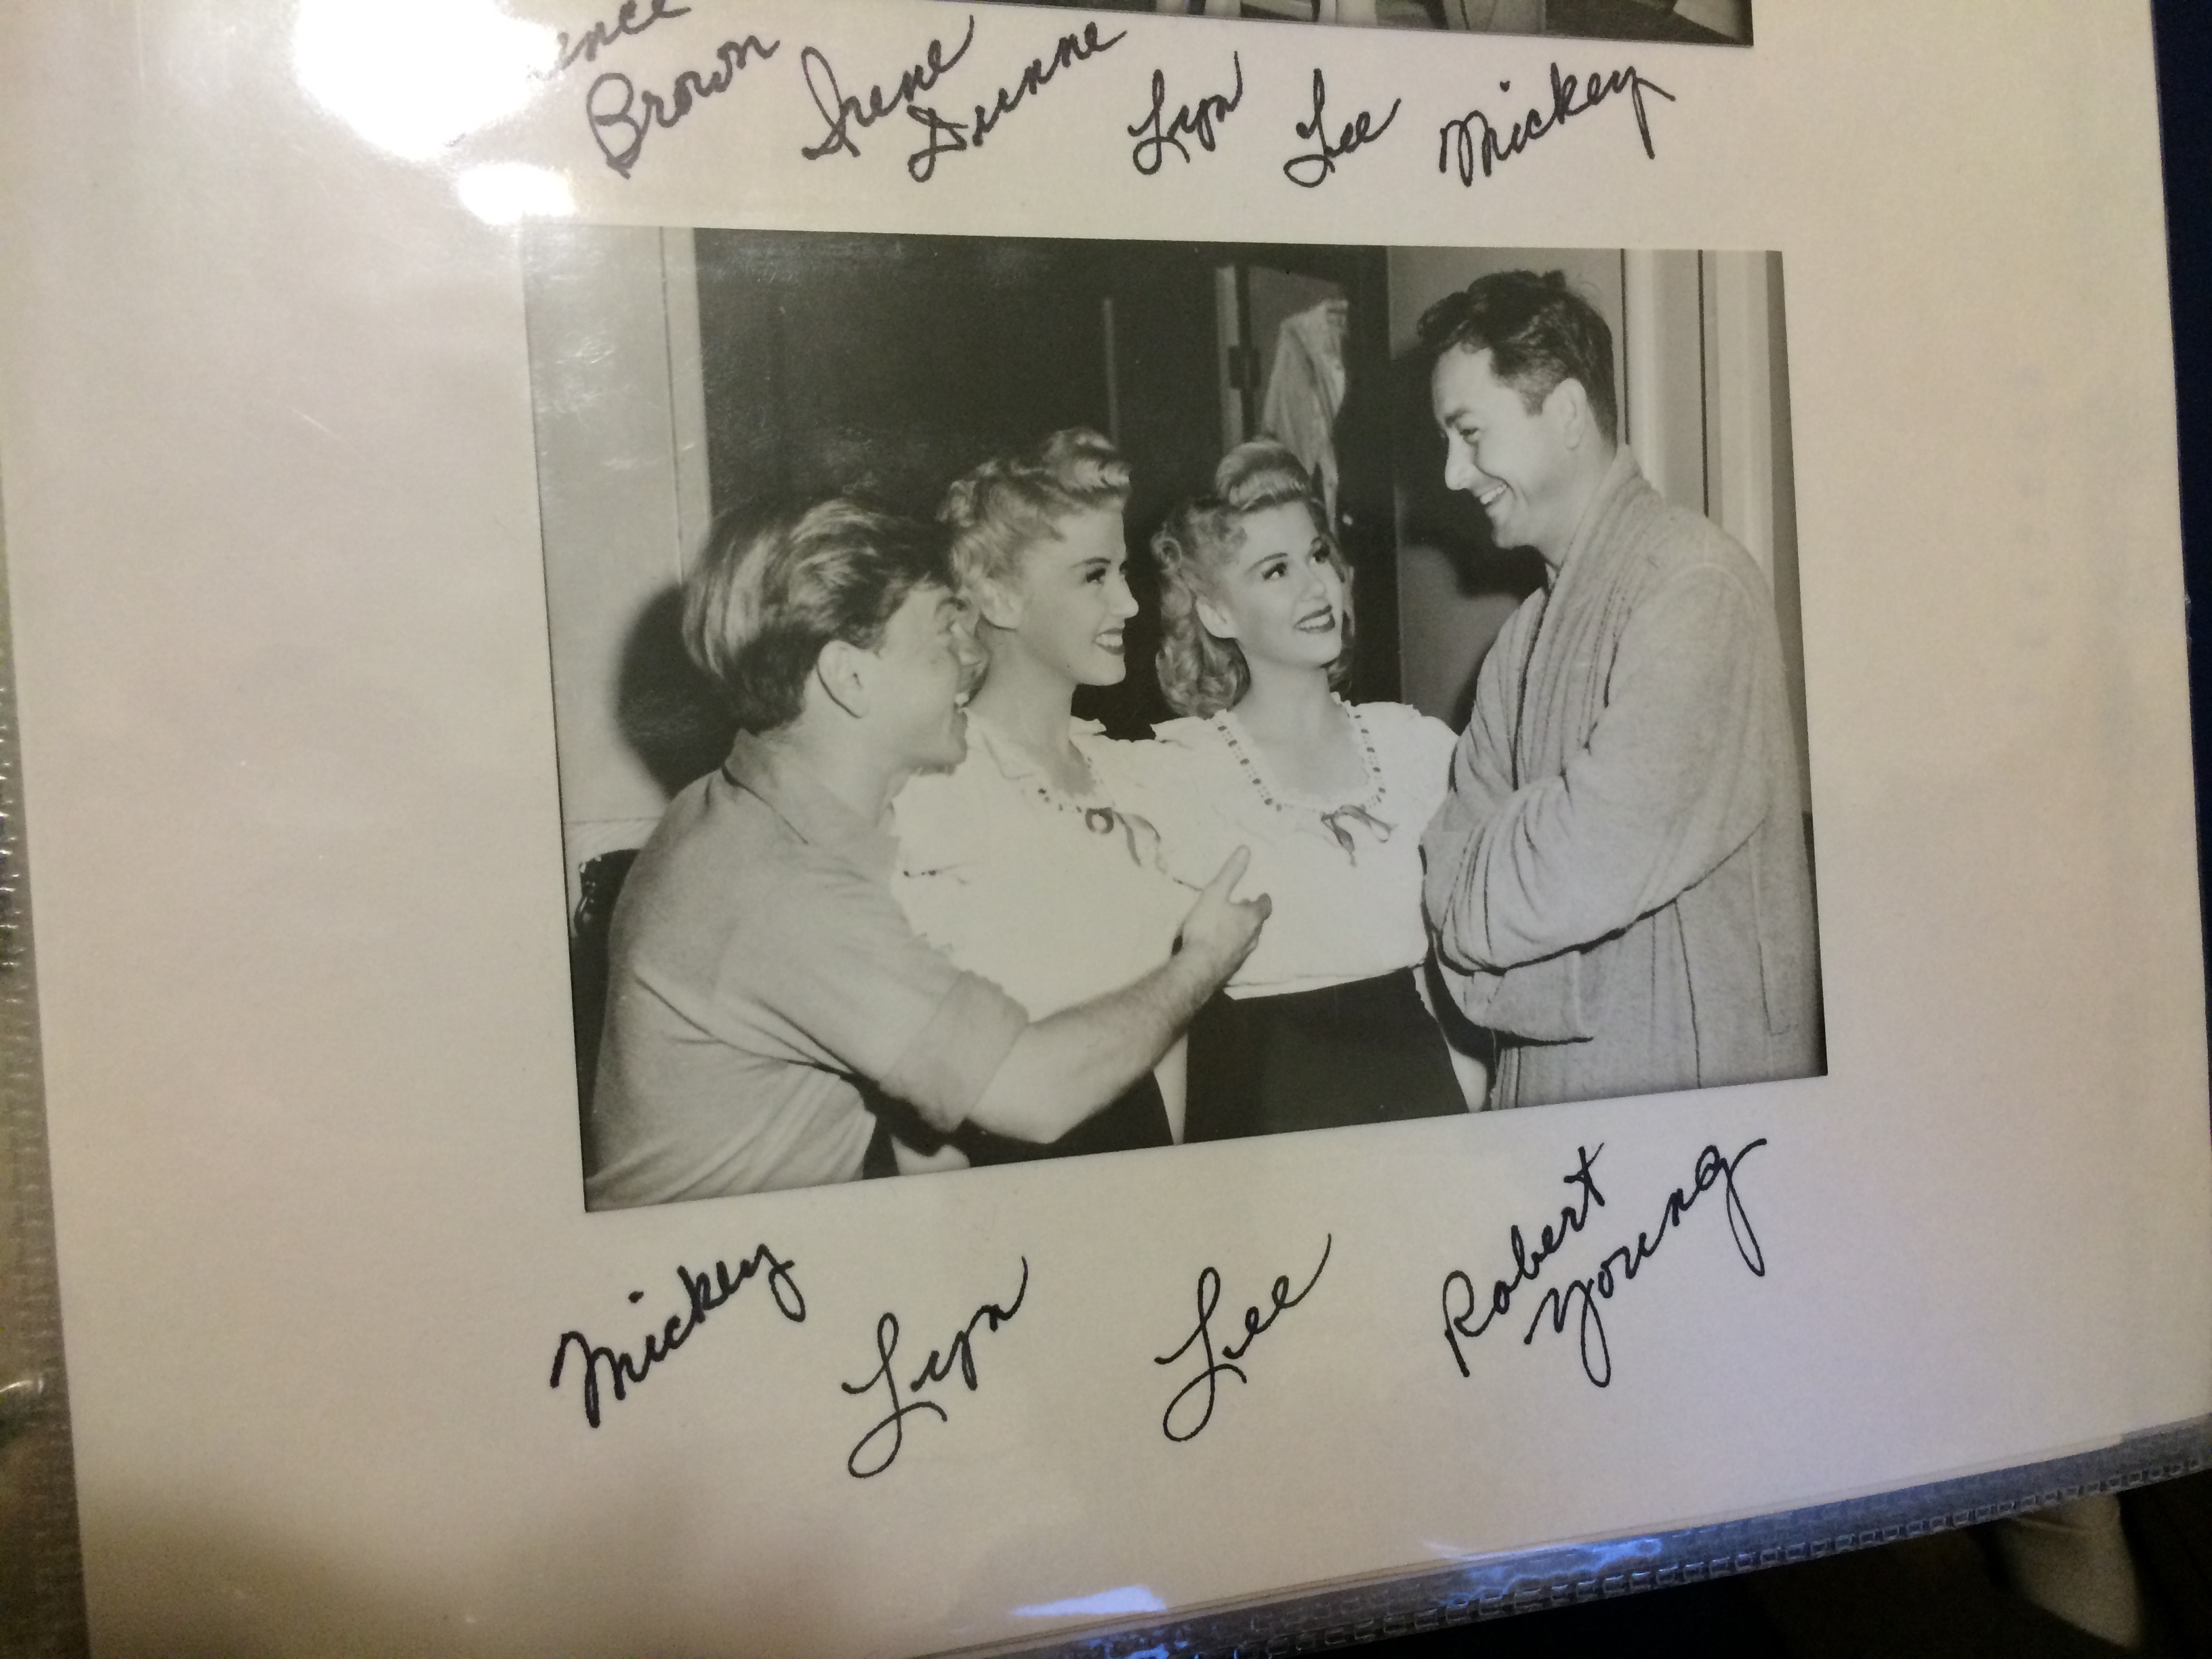 Brown Irene Dunne Lyn Lee Mickey
Mickey Lyn Lee Robert Young